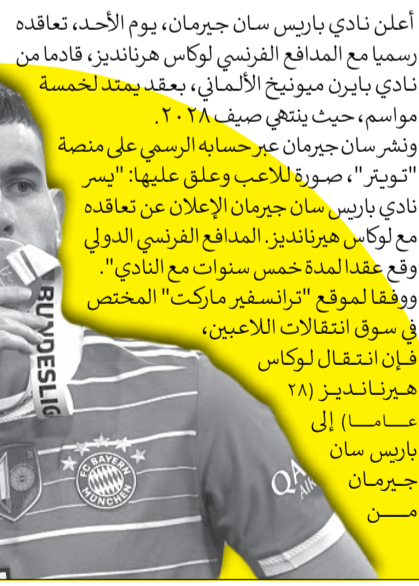 أعلن نادي باريس سان جيرمان، يوم الأحد، تعاقده
رسميا مع المدافع الفرنسي لوكاس هرنانديز، قادما من
نادي بايرن ميونيخ الألماني، بعقد يمتد لخمسة
مواسم، حيث ينتهي صيف ٢٠٢٨.
ونشر سان جيرمان عبر حسابه الرسمي على منصة
"تويتر"، صورة للاعب وعلق عليها: "يسر
نادي باريس سان جيرمان الإعلان عن تعاقده
مع لوكاس هيرنانديز. المدافع الفرنسي الدولي
وقع عقدا لمدة خمس سنوات مع النادي".
ووفقا لموقع "ترانسفير ماركت" المختص
في سوق انتقالات اللاعبين،
فإن انتقال لوكاس
هيرنانديز (٢٨
عاما) إلى
باريس سان
جيرمان
من
BUNDESLIG
FC BAYERN
MÜNCHEN
QA